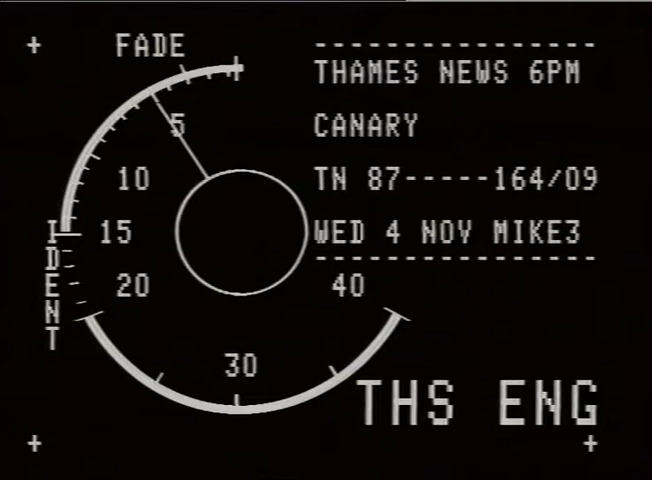 FADE
THAMES NEWS 6PM
CANARY
5
10
TN 87-----164/09
15
WED 4 NOV MIKE3
IDENT
20
40
30
THS ENG